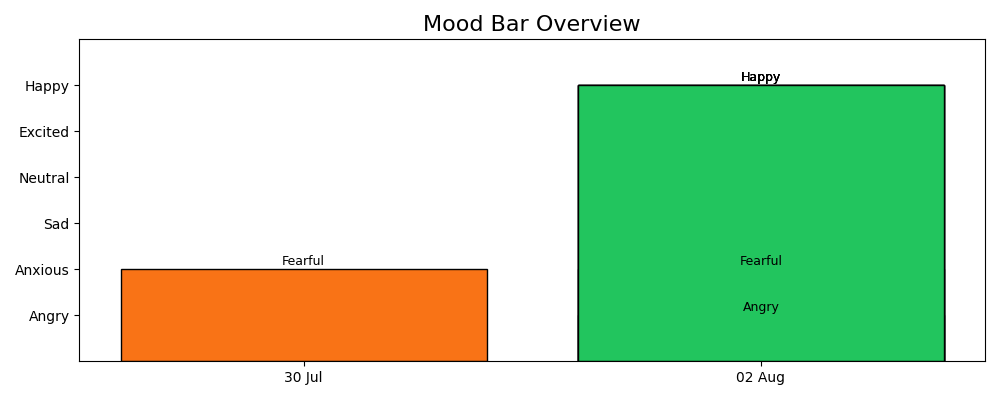 Mood Bar Overview
Happy
Excited
Neutral
Sad
Anxious
Angry
Fearful
Happy
Fearful
Angry
30 Jul
02 Aug